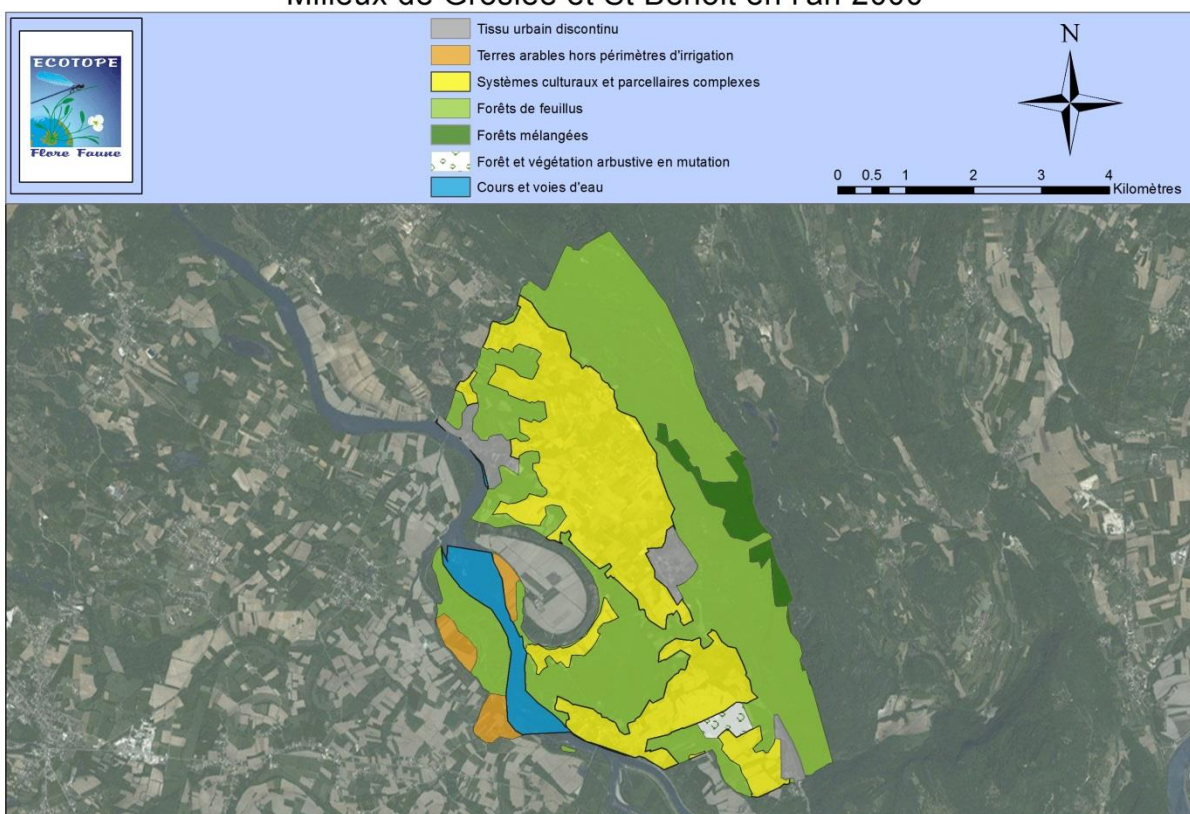 Milieux de Groslée et St Benoit en l'an 2000
ECOTOPE
Flore Faune
Tissu urbain discontinu
Terres arables hors périmètres d'irrigation
Systèmes culturaux et parcellaires complexes
Forêts de feuillus
Forêts mélangées
Forêt et végétation arbustive en mutation
Cours et voies d'eau
N
0 0.5 1 2 3 4
Kilomètres